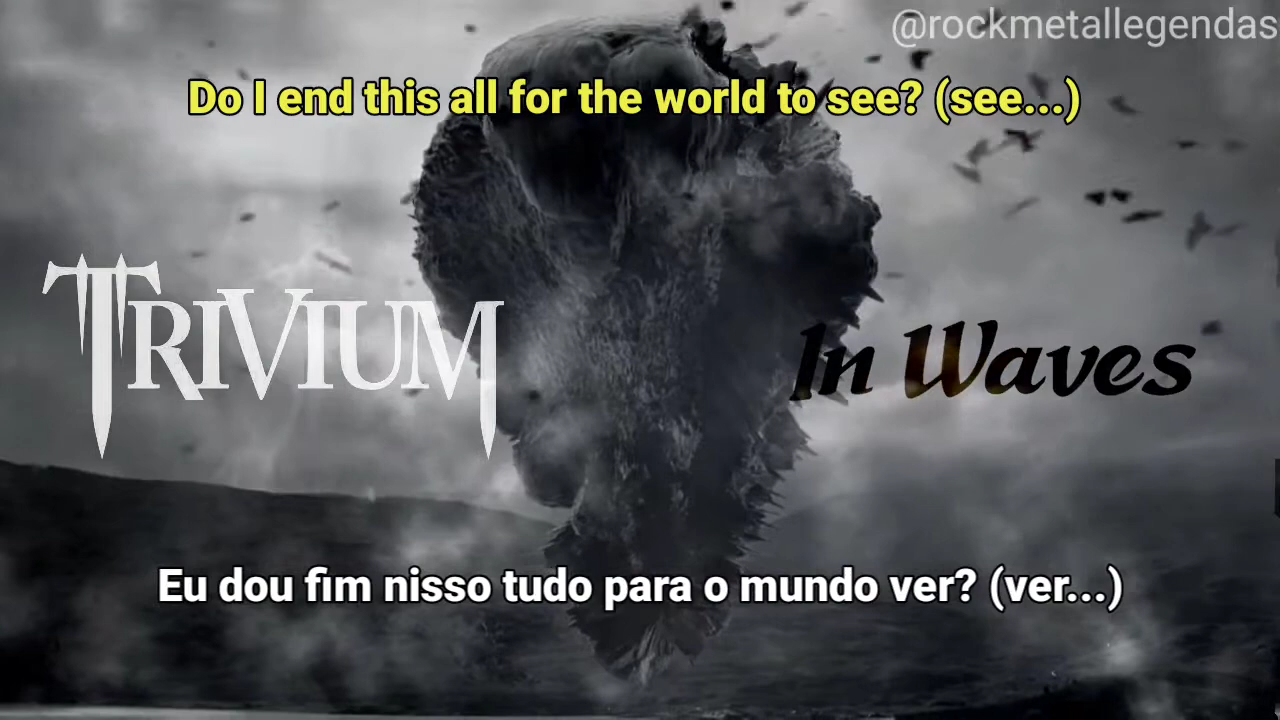 @rockmetallegendas
Do I end this all for the world to see? (see...)
TRIVIUM
In Waves
Eu dou fim nisso tudo para o mundo ver? (ver...)